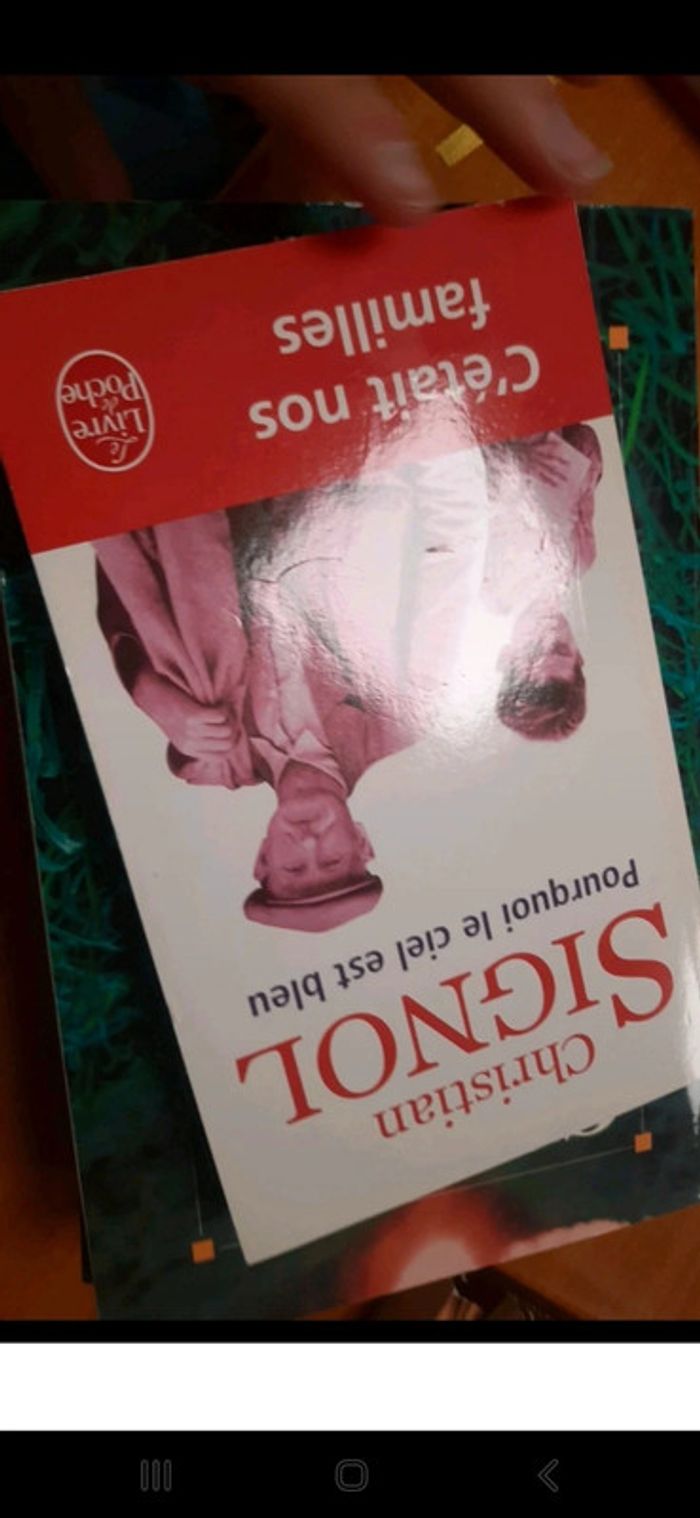 Christian
SIGNOL
Pourquoi le ciel est bleu
C'était nos
familles
Le
Livre
de
Poche